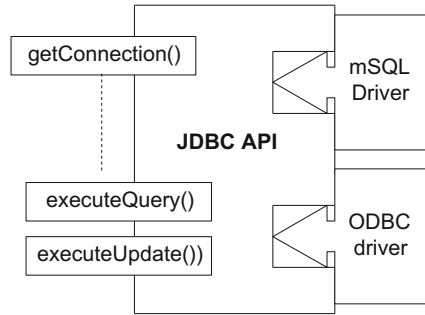 getConnection()
mSQL
Driver
JDBC API
executeQuery()
executeUpdate())
ODBC
driver